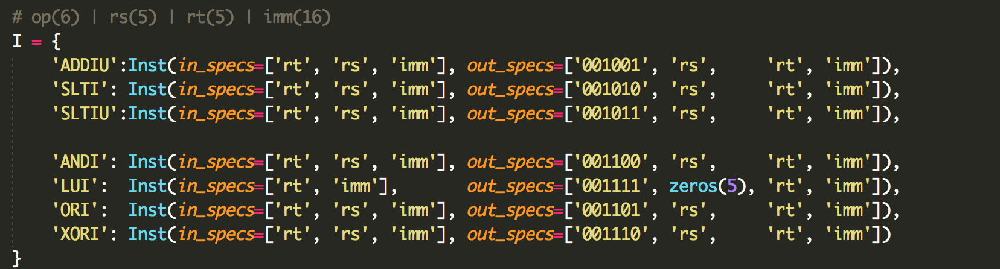 # op(6) | rs(5) | rt(5) | imm(16)
I = {
    'ADDIU':Inst(in_specs=['rt', 'rs', 'imm'], out_specs=['001001', 'rs',     'rt', 'imm']),
    'SLTI': Inst(in_specs=['rt', 'rs', 'imm'], out_specs=['001010', 'rs',     'rt', 'imm']),
    'SLTIU':Inst(in_specs=['rt', 'rs', 'imm'], out_specs=['001011', 'rs',     'rt', 'imm']),

    'ANDI': Inst(in_specs=['rt', 'rs', 'imm'], out_specs=['001100', 'rs',     'rt', 'imm']),
    'LUI':  Inst(in_specs=['rt', 'imm'],       out_specs=['001111', zeros(5), 'rt', 'imm']),
    'ORI':  Inst(in_specs=['rt', 'rs', 'imm'], out_specs=['001101', 'rs',     'rt', 'imm']),
    'XORI': Inst(in_specs=['rt', 'rs', 'imm'], out_specs=['001110', 'rs',     'rt', 'imm'])
}